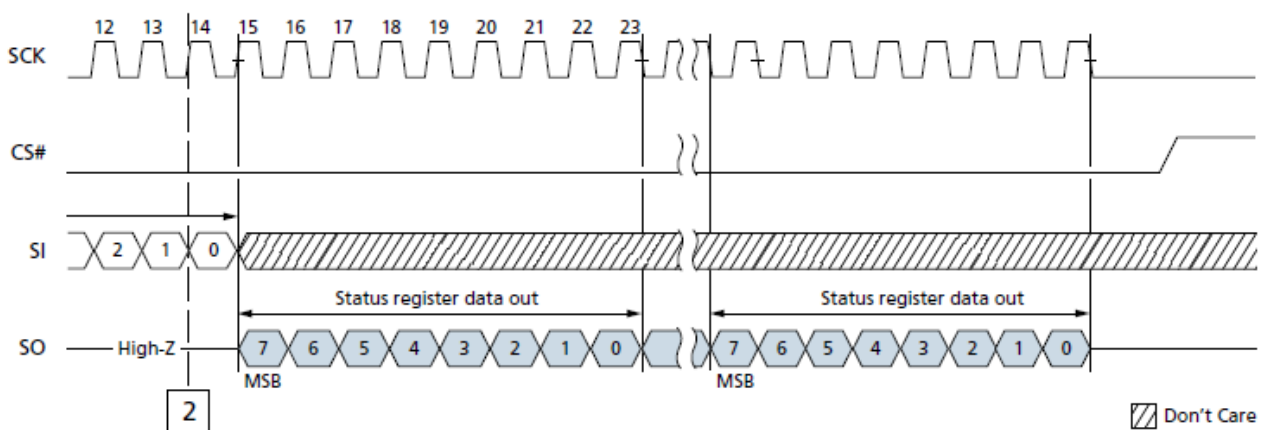 12 13 14 15 16 17 18 19 20 21 22 23
SCK
CS#
SI 2 1 0
Status register data out Status register data out
SO High-Z 7 6 5 4 3 2 1 0 7 6 5 4 3 2 1 0
MSB MSB
2
Don't Care